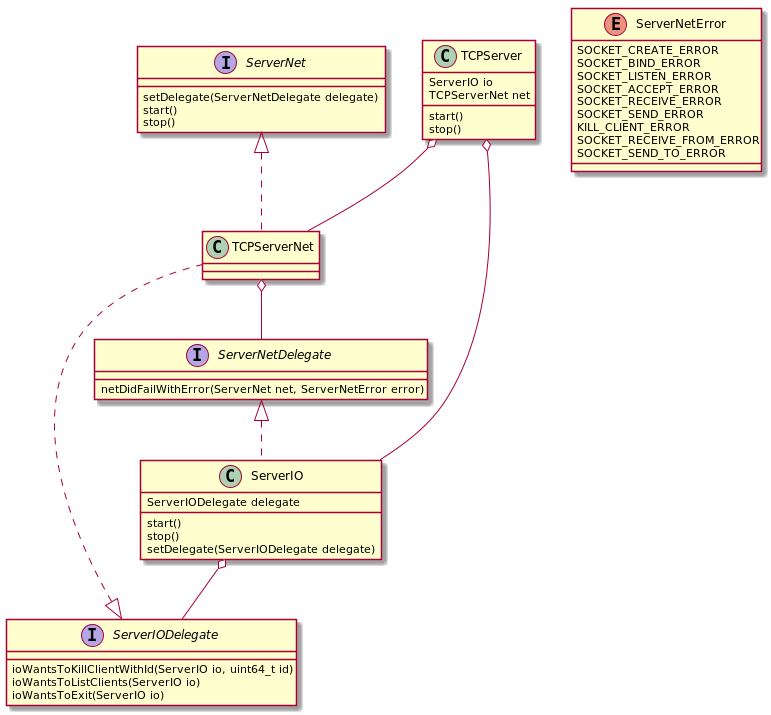 I ServerNet
setDelegate(ServerNetDelegate delegate)
start()
stop()
C TCPServer
ServerIO io
TCPServerNet net
start()
stop()
E ServerNetError
SOCKET_CREATE_ERROR
SOCKET_BIND_ERROR
SOCKET_LISTEN_ERROR
SOCKET_ACCEPT_ERROR
SOCKET_RECEIVE_ERROR
SOCKET_SEND_ERROR
KILL_CLIENT_ERROR
SOCKET_RECEIVE_FROM_ERROR
SOCKET_SEND_TO_ERROR
C TCPServerNet
I ServerNetDelegate
netDidFailWithError(ServerNet net, ServerNetError error)
C ServerIO
ServerIODelegate delegate
start()
stop()
setDelegate(ServerIODelegate delegate)
I ServerIODelegate
ioWantsToKillClientWithId(ServerIO io, uint64_t id)
ioWantsToListClients(ServerIO io)
ioWantsToExit(ServerIO io)